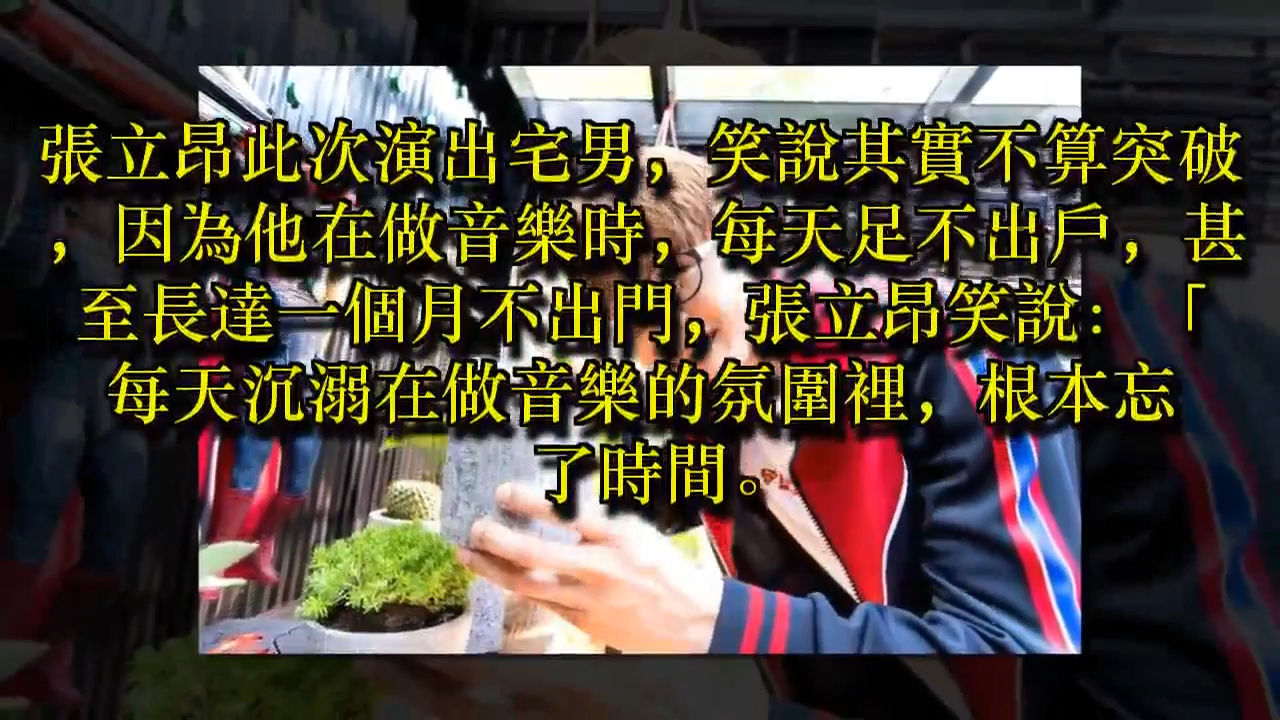 張立昂此次演出宅男，笑說其實不算突破
，因為他在做音樂時，每天足不出戶，甚
至長達一個月不出門，張立昂笑說：「
每天沉溺在做音樂的氛圍裡，根本忘
了時間。